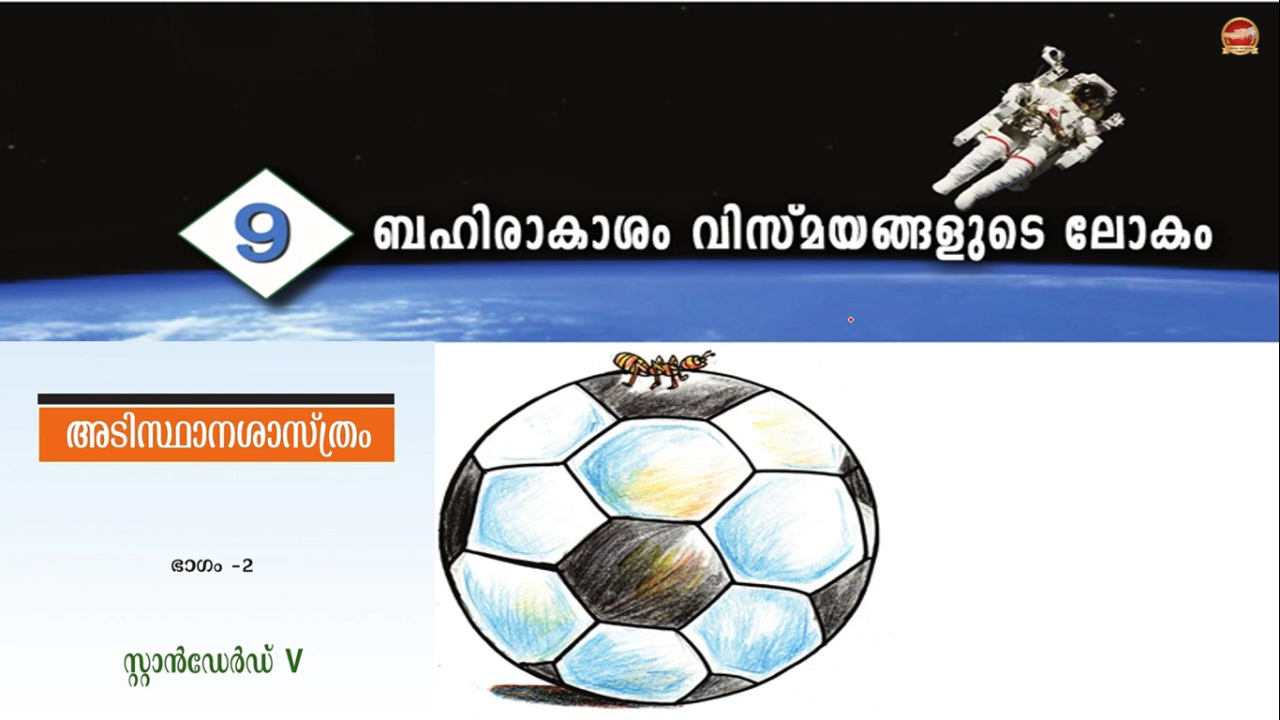 9 ബഹിരാകാശം വിസ്മയങ്ങളുടെ ലോകം
അടിസ്ഥാനശാസ്ത്രം
ഭാഗം -2
സ്റ്റാൻഡേർഡ് V